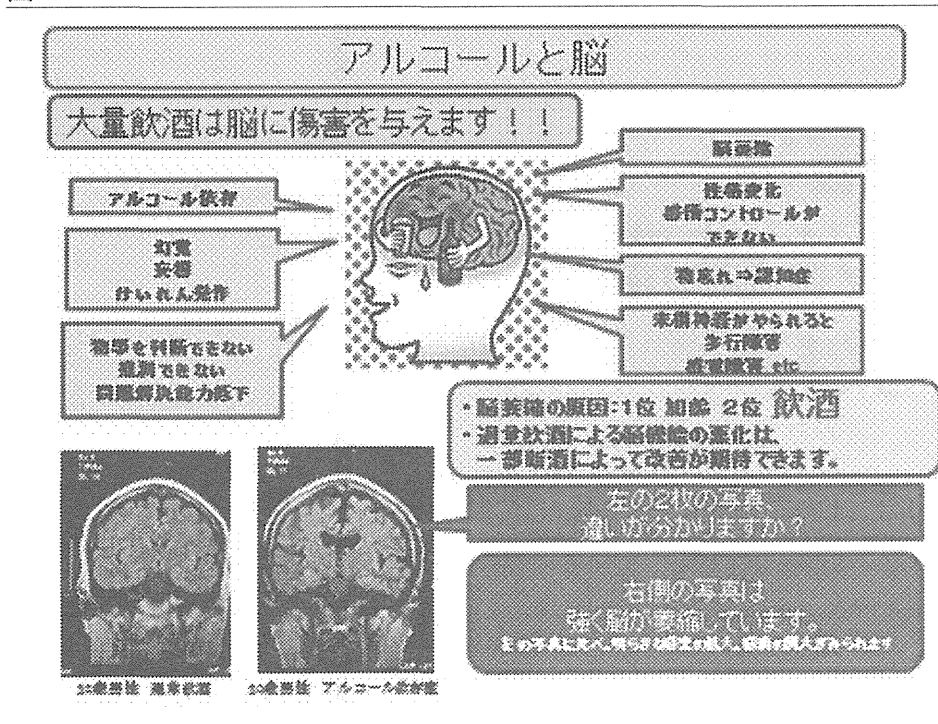 アルコールと脳
大量飲酒は脳に傷害を与えます！！
アルコール依存
幻覚
妄想
けいれん発作
物事を判断できない
推測できない
問題解決能力低下
脳萎縮
性格変化
感情コントロールが
できない
物忘れ⇒認知症
末梢神経がやられると
歩行障害
感覚障害 etc
・脳萎縮の原因：1位 加齢 2位 飲酒
・過量飲酒による脳機能の悪化は、
一部断酒によって改善が期待できます。
左の2枚の写真、
違いが分かりますか？
右側の写真は
強く脳が萎縮しています。